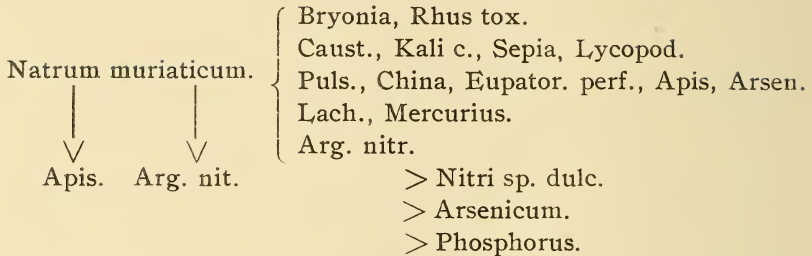 Bryonia, Rhus tox.
Caust., Kali c., Sepia, Lycopod.
Natrum muriaticum.
Puls., China, Eupator. perf., Apis, Arsen.
Lach., Mercurius.
Arg. nitr.
Apis. Arg. nit.
> Nitri sp. dulc.
> Arsenicum.
> Phosphorus.